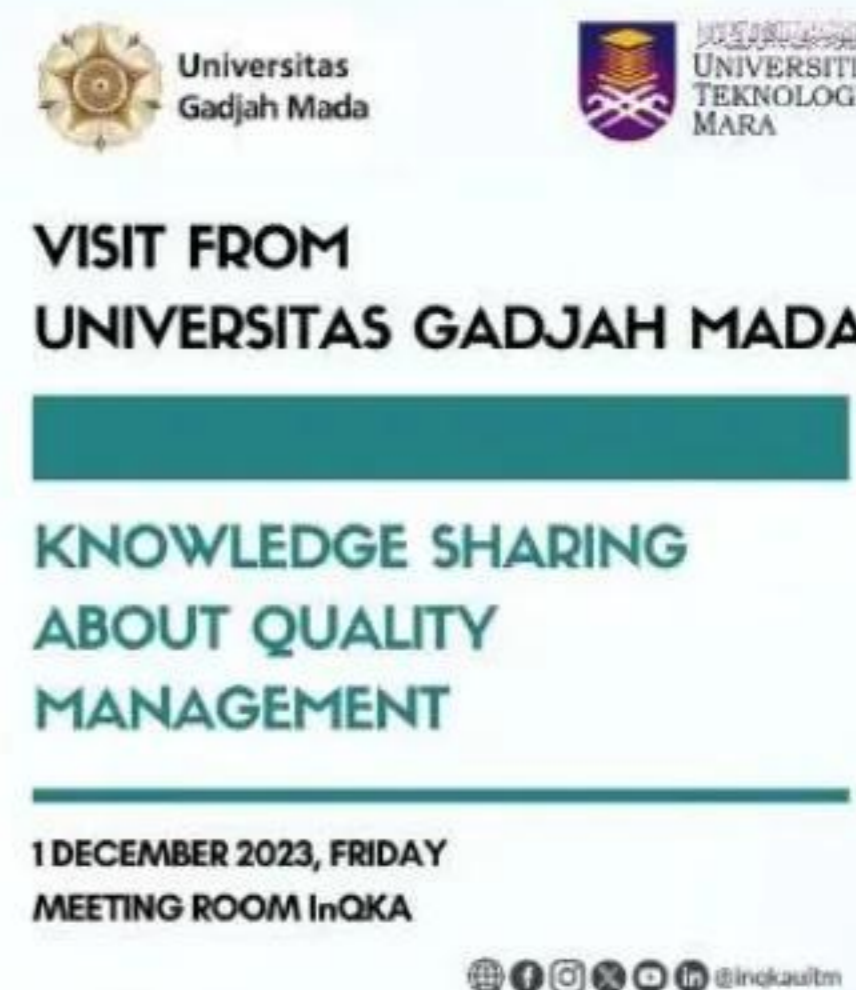 Universitas
Gadjah Mada
UNIVERSITI
TEKNOLOG
MARA
VISIT FROM
UNIVERSITAS GADJAH MADA
KNOWLEDGE SHARING
ABOUT QUALITY
MANAGEMENT
1 DECEMBER 2023, FRIDAY
MEETING ROOM InQKA
@inqkauitm